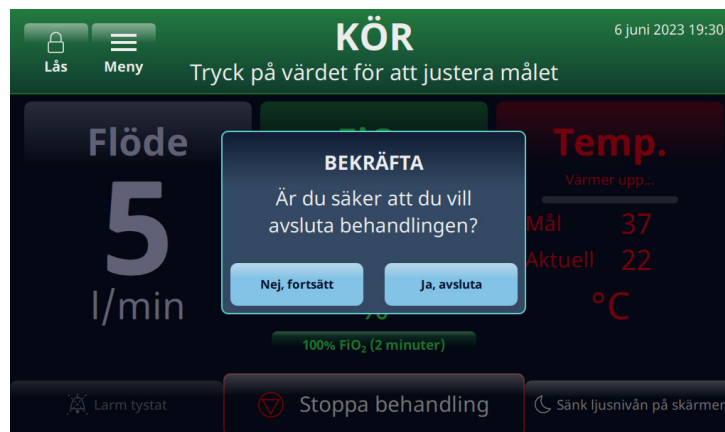 KÖR
6 juni 2023 19:30
Lås
Meny
Tryck på värdet för att justera målet
Flöde
5
l/min
BEKRÄFTA
Är du säker att du vill
avsluta behandlingen?
Nej, fortsätt
Ja, avsluta
%
100% FiO₂ (2 minuter)
Temp.
Värmer upp...
Mål 37
Aktuell 22
°C
Larm tystat
Stoppa behandling
Sänk ljusnivån på skärmen